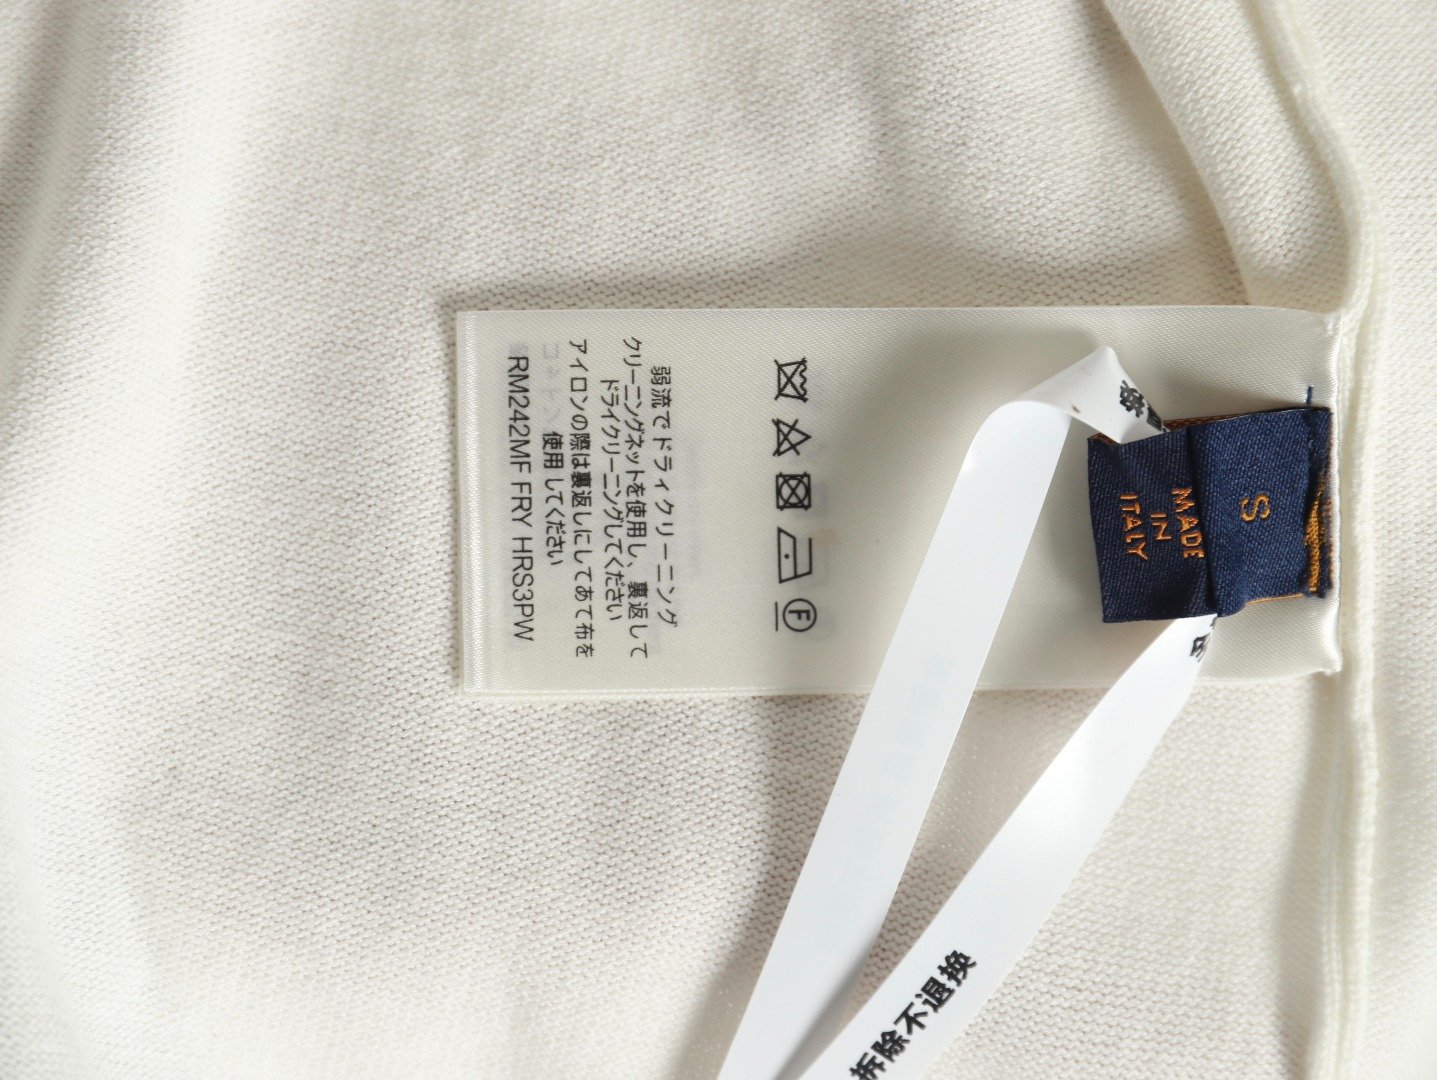 弱流でドライクリーニング
クリーニングネットを使用し、裏返して
ドライクリーニングしてください
アイロンの際は裏返しにしてあて布を
使用してください
RM242MF FRY HRS3PW
F
S
MADE
IN
ITALY
换
拆除不退换